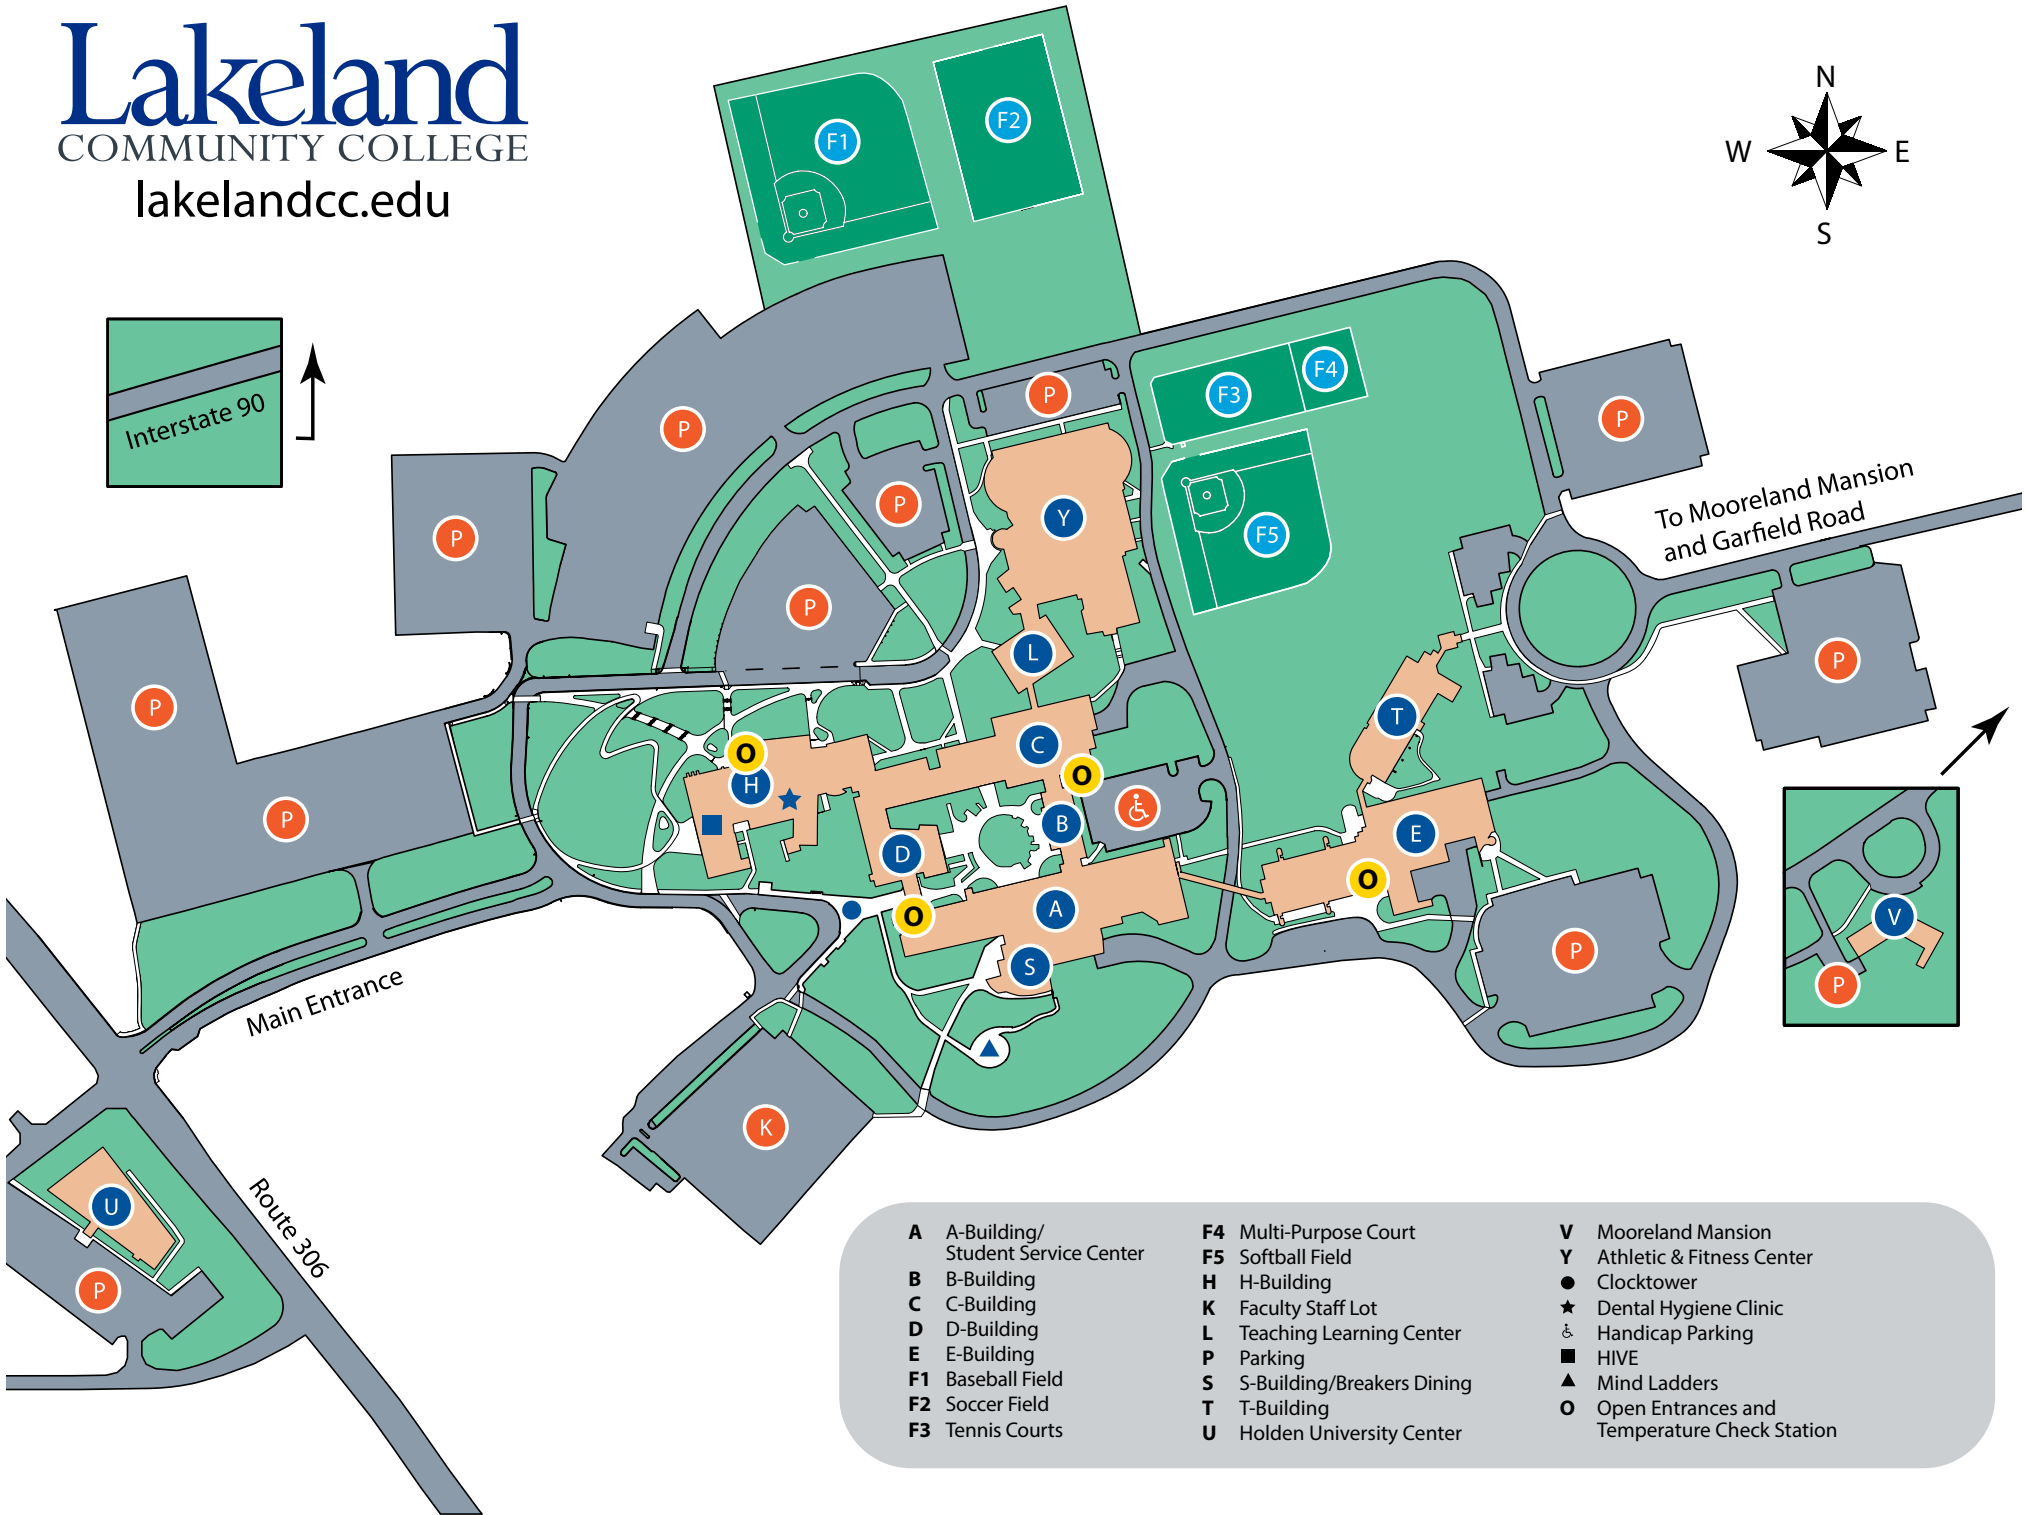 Lakeland
COMMUNITY COLLEGE
lakelandcc.edu
N
W
E
S
F1
F2
Interstate 90
F3
F4
P
P
P
P
P
To Mooreland Mansion
and Garfield Road
Y
F5
P
P
L
P
P
T
C
O
O
H
P
B
E
D
O
A
O
V
P
S
P
Main Entrance
K
U
Route 306
P
A A-Building/
Student Service Center
B B-Building
C C-Building
D D-Building
E E-Building
F1 Baseball Field
F2 Soccer Field
F3 Tennis Courts
F4 Multi-Purpose Court
F5 Softball Field
H H-Building
K Faculty Staff Lot
L Teaching Learning Center
P Parking
S S-Building/Breakers Dining
T T-Building
U Holden University Center
V Mooreland Mansion
Y Athletic & Fitness Center
Clocktower
Dental Hygiene Clinic
Handicap Parking
HIVE
Mind Ladders
O Open Entrances and
Temperature Check Station